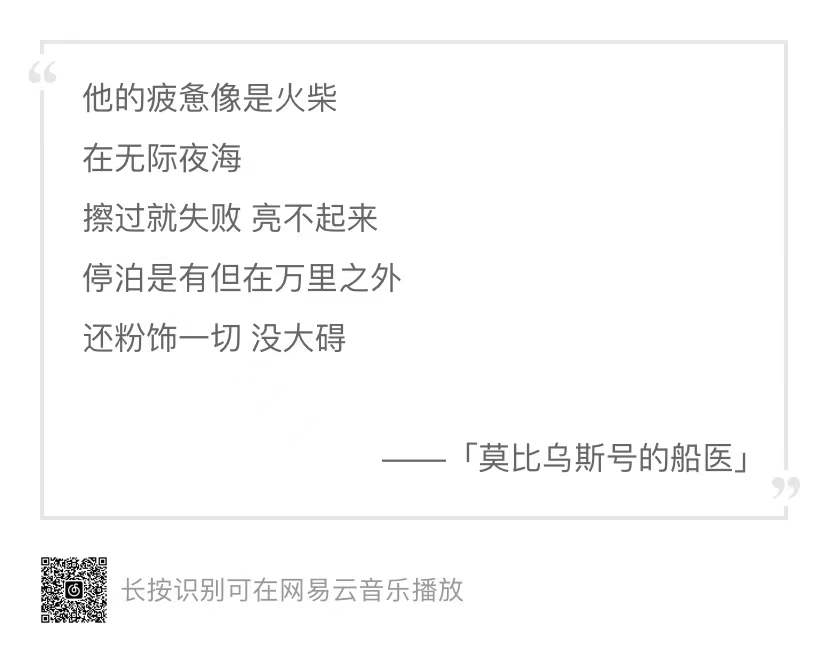 “
他的疲惫像是火柴
在无际夜海
擦过就失败 亮不起来
停泊是有但在万里之外
还粉饰一切 没大碍
——「莫比乌斯号的船医」
”
长按识别可在网易云音乐播放